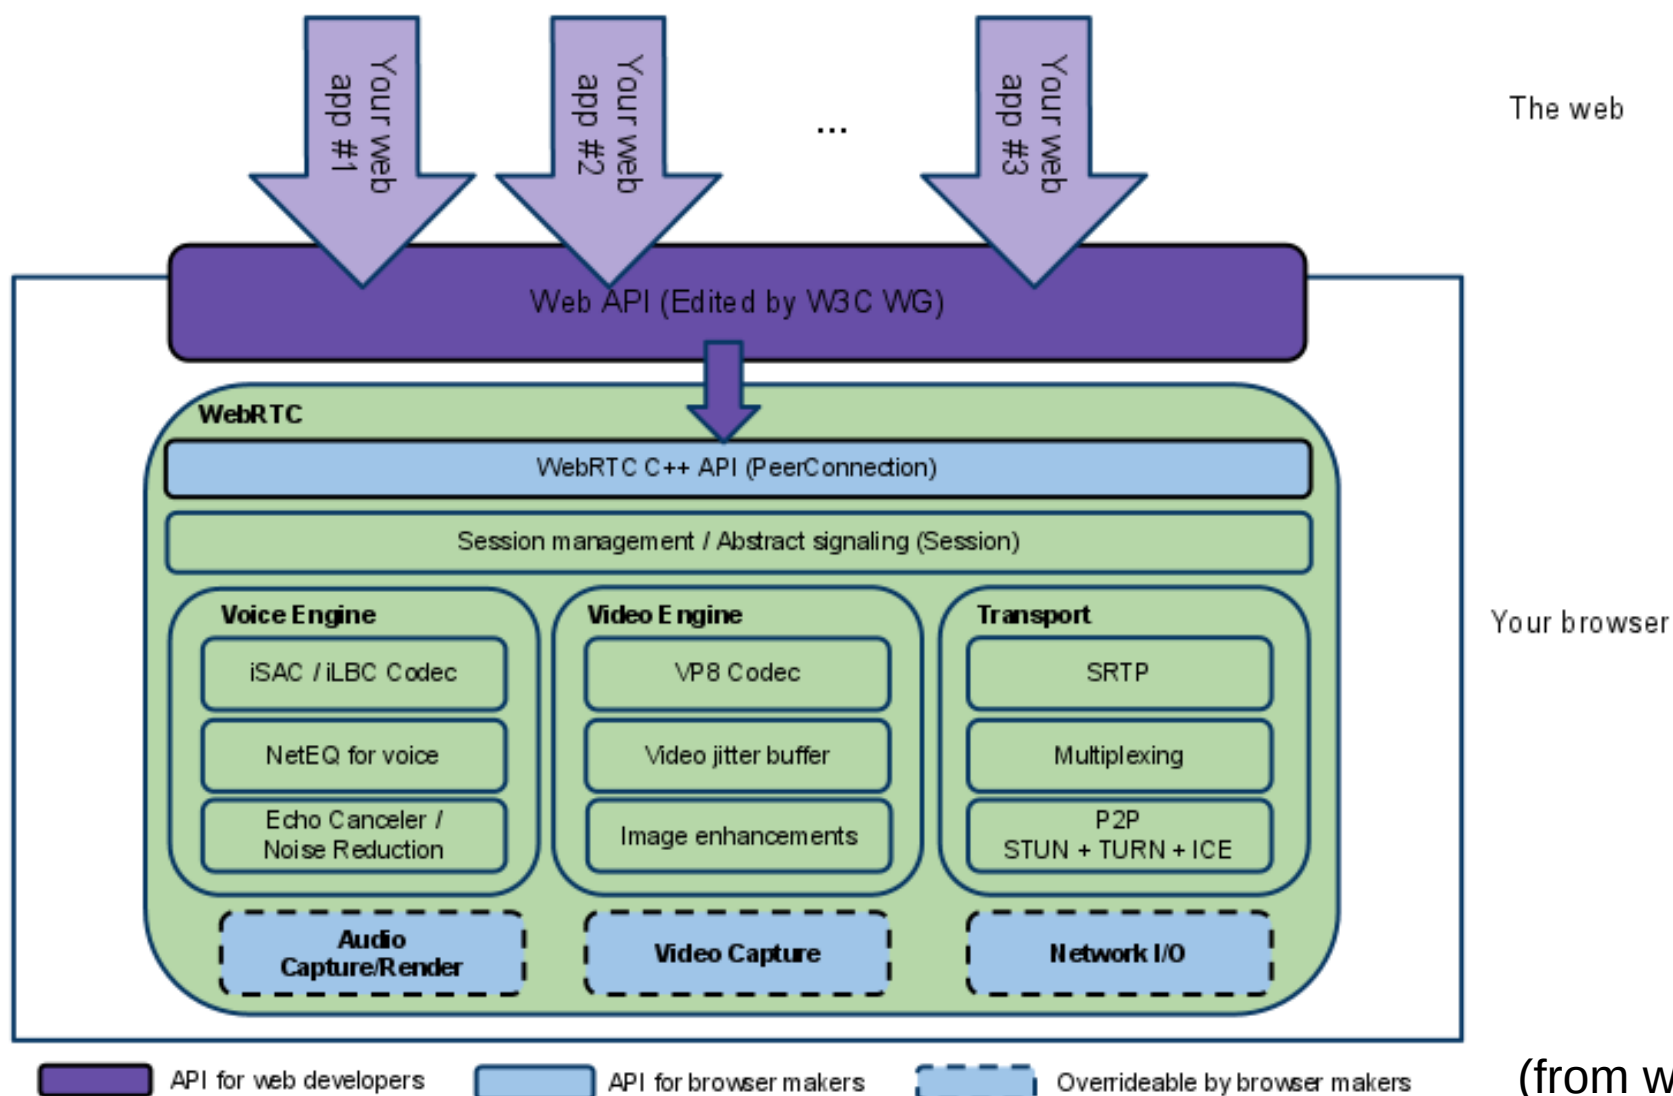 Your web
app #1
Your web
app #2
...
Your web
app #3
The web
Web API (Edited by W3C WG)
WebRTC
WebRTC C++ API (PeerConnection)
Session management / Abstract signaling (Session)
Your browser
Voice Engine
iSAC / iLBC Codec
NetEQ for voice
Echo Canceler /
Noise Reduction
Video Engine
VP8 Codec
Video jitter buffer
Image enhancements
Transport
SRTP
Multiplexing
P2P
STUN + TURN + ICE
Audio
Capture/Render
Video Capture
Network I/O
API for web developers
API for browser makers
Overrideable by browser makers
(from